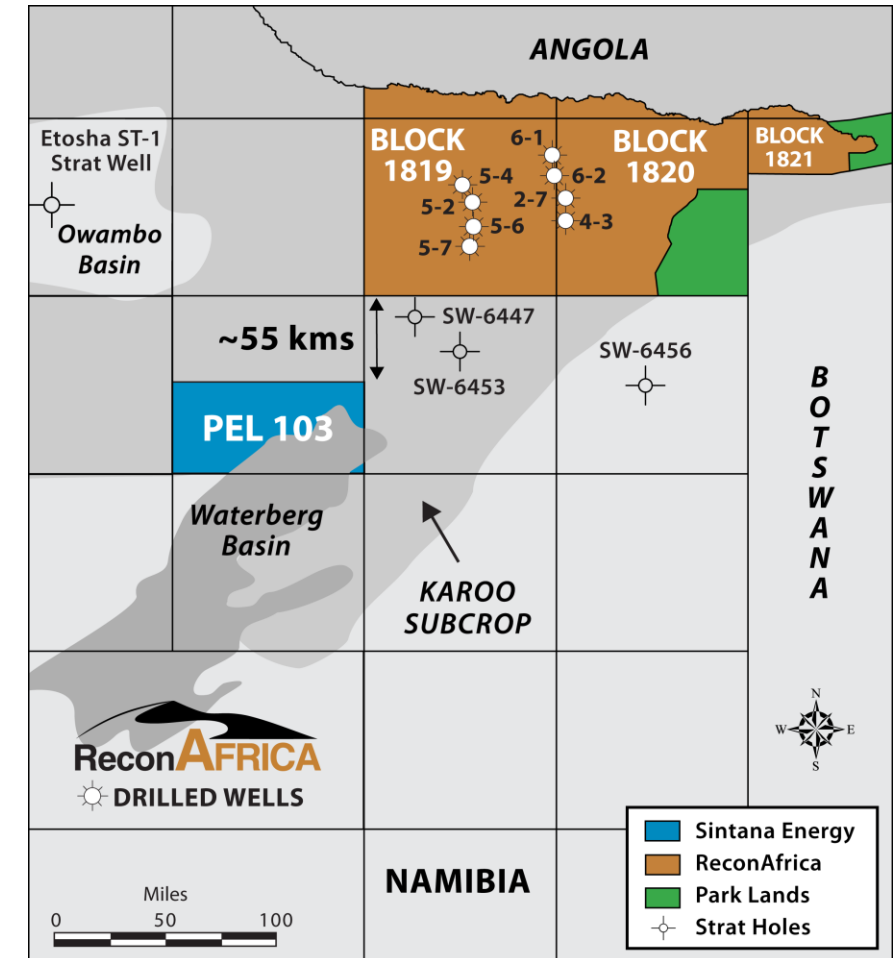 ANGOLA
Etosha ST-1
Strat Well
Owambo
Basin
BLOCK
1819
6-1
BLOCK
1820
BLOCK
1821
5-4
6-2
5-2
2-7
5-6
4-3
5-7
~55 kms
SW-6447
SW-6453
SW-6456
PEL 103
BOTSWANA
Waterberg
Basin
KAROO
SUBCROP
N
W
E
S
ReconAFRICA
DRILLED WELLS
NAMIBIA
Miles
0 50 100
Sintana Energy
ReconAfrica
Park Lands
Strat Holes